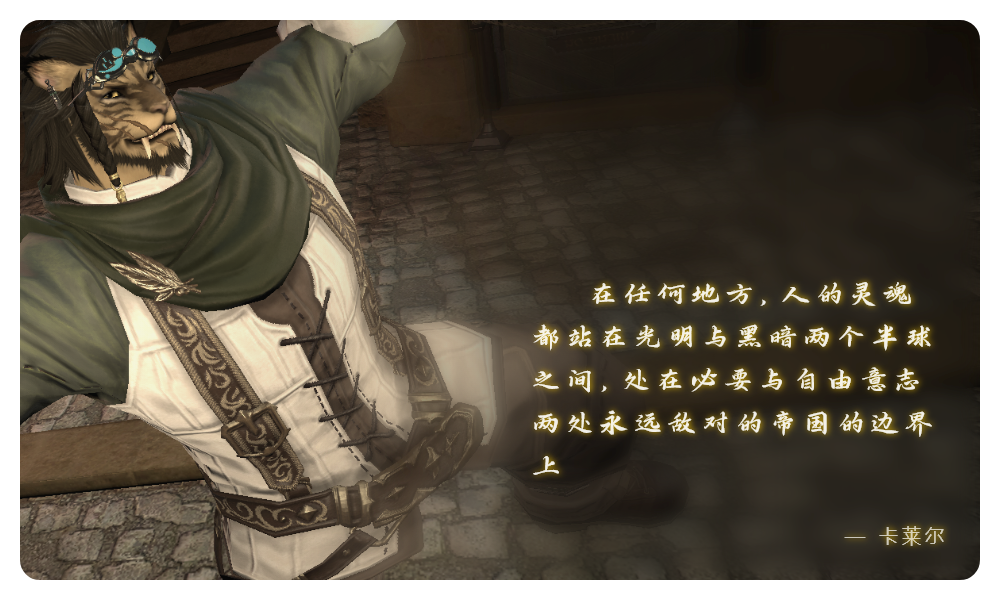 在任何地方，人的灵魂
都站在光明与黑暗两个半球
之间，处在必要与自由意志
两处永远敌对的帝国的边界
上
— 卡莱尔